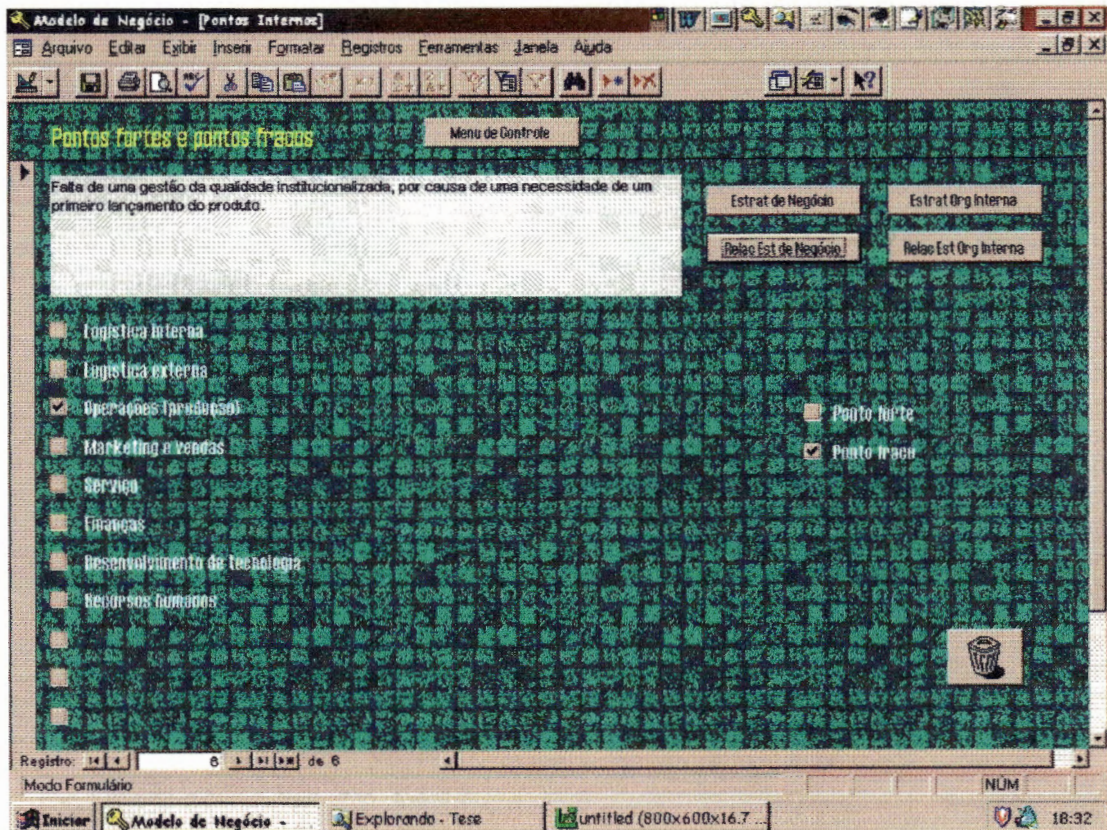 Modelo de Negócio - [Pontos Internos]
Arquivo Editar Exibir Inserir Formatar Registros Ferramentas Janela Ajuda
Pontos fortes e pontos fracos
Menu de Controle
Falta de uma gestão da qualidade institucionalizada, por causa de uma necessidade de um
primeiro lançamento do produto.
Estrat de Negócio
Estrat Org Interna
Relac Est de Negócio
Relac Est Org Interna
Logística interna
Logística externa
Operações (produção)
Marketing e vendas
Serviço
Finanças
Desenvolvimento de tecnologia
Recursos humanos
Ponto forte
Ponto fraco
Registro: 6 de 6
Modo Formulário
NÚM
Iniciar
Modelo de Negócio -
Explorando - Tese
untitled (800x600x16.7 ...
18:32